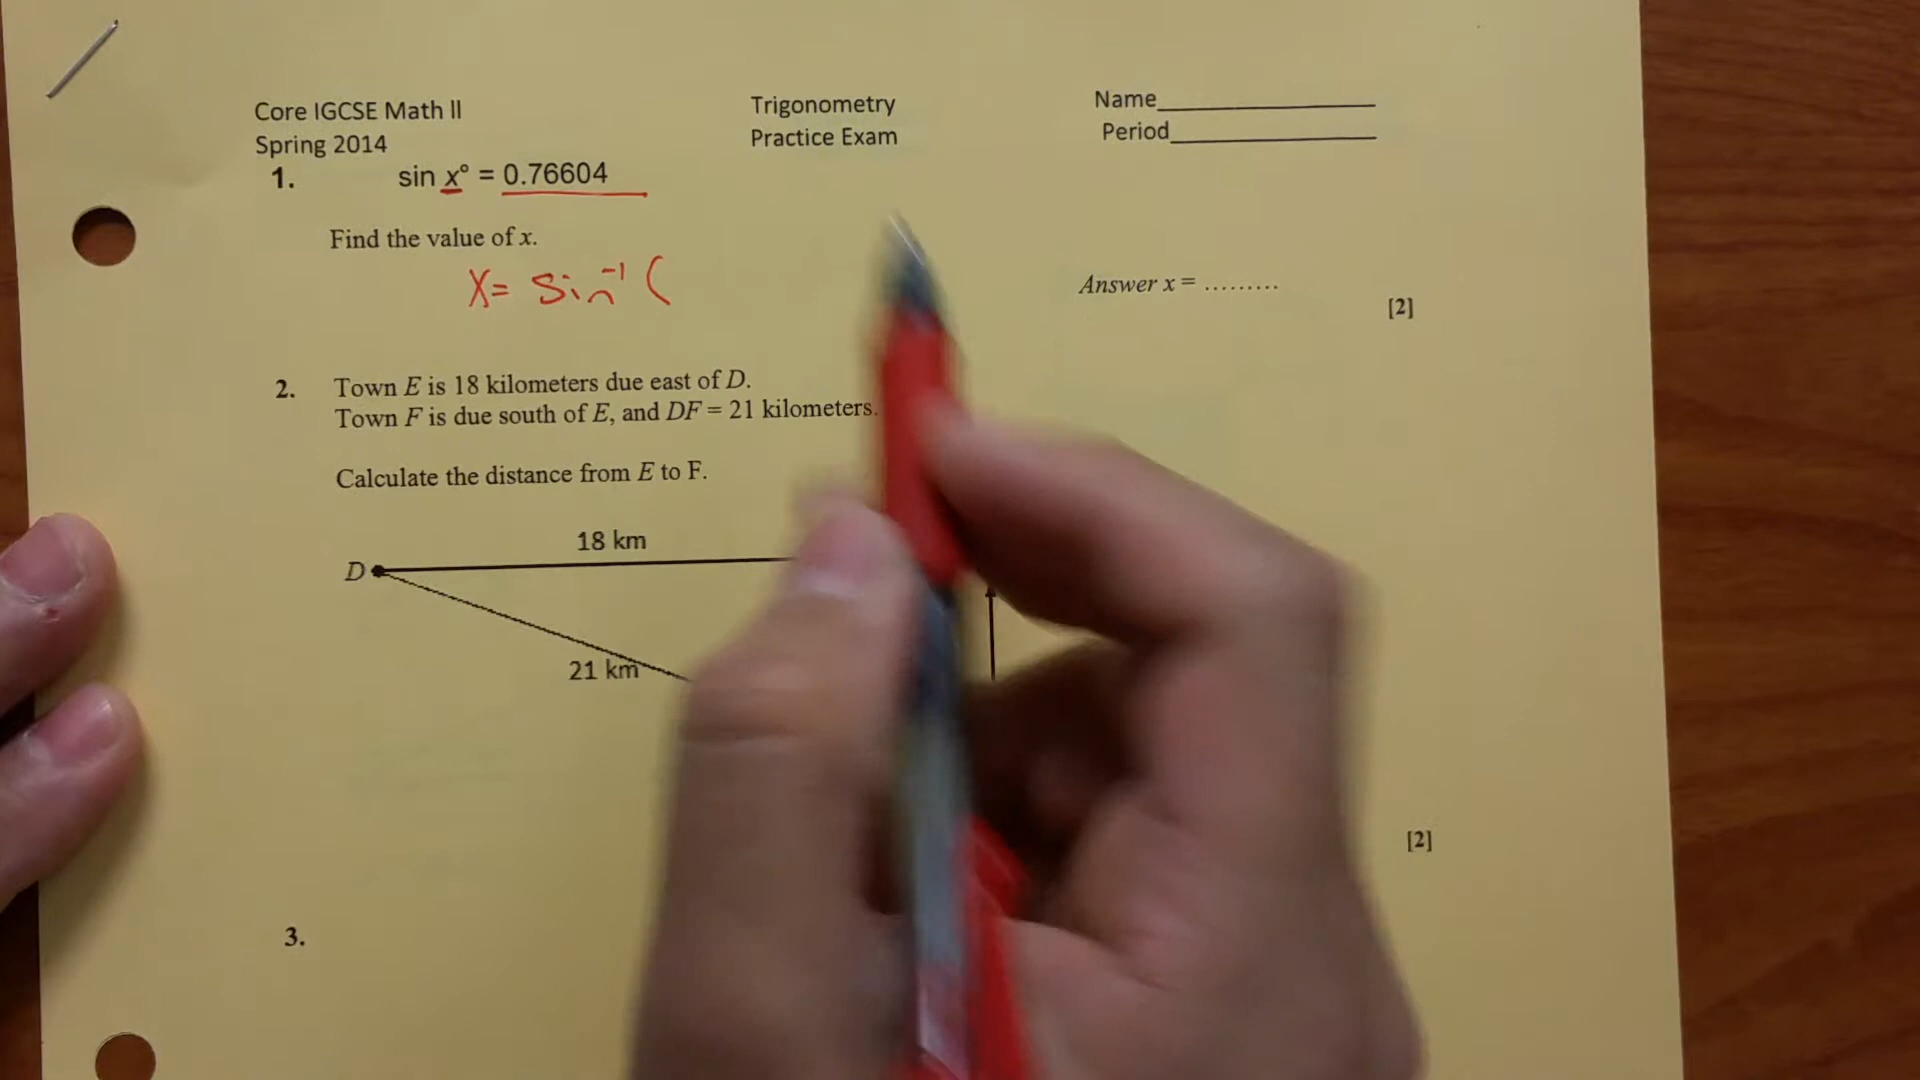 Core IGCSE Math II
Spring 2014
Trigonometry
Practice Exam
Name
Period
1. sin x° = 0.76604
Find the value of x.
x = sin⁻¹ (
Answer x = .........
[2]
2. Town E is 18 kilometers due east of D.
Town F is due south of E, and DF = 21 kilometers.
Calculate the distance from E to F.
18 km
D
21 km
[2]
3.